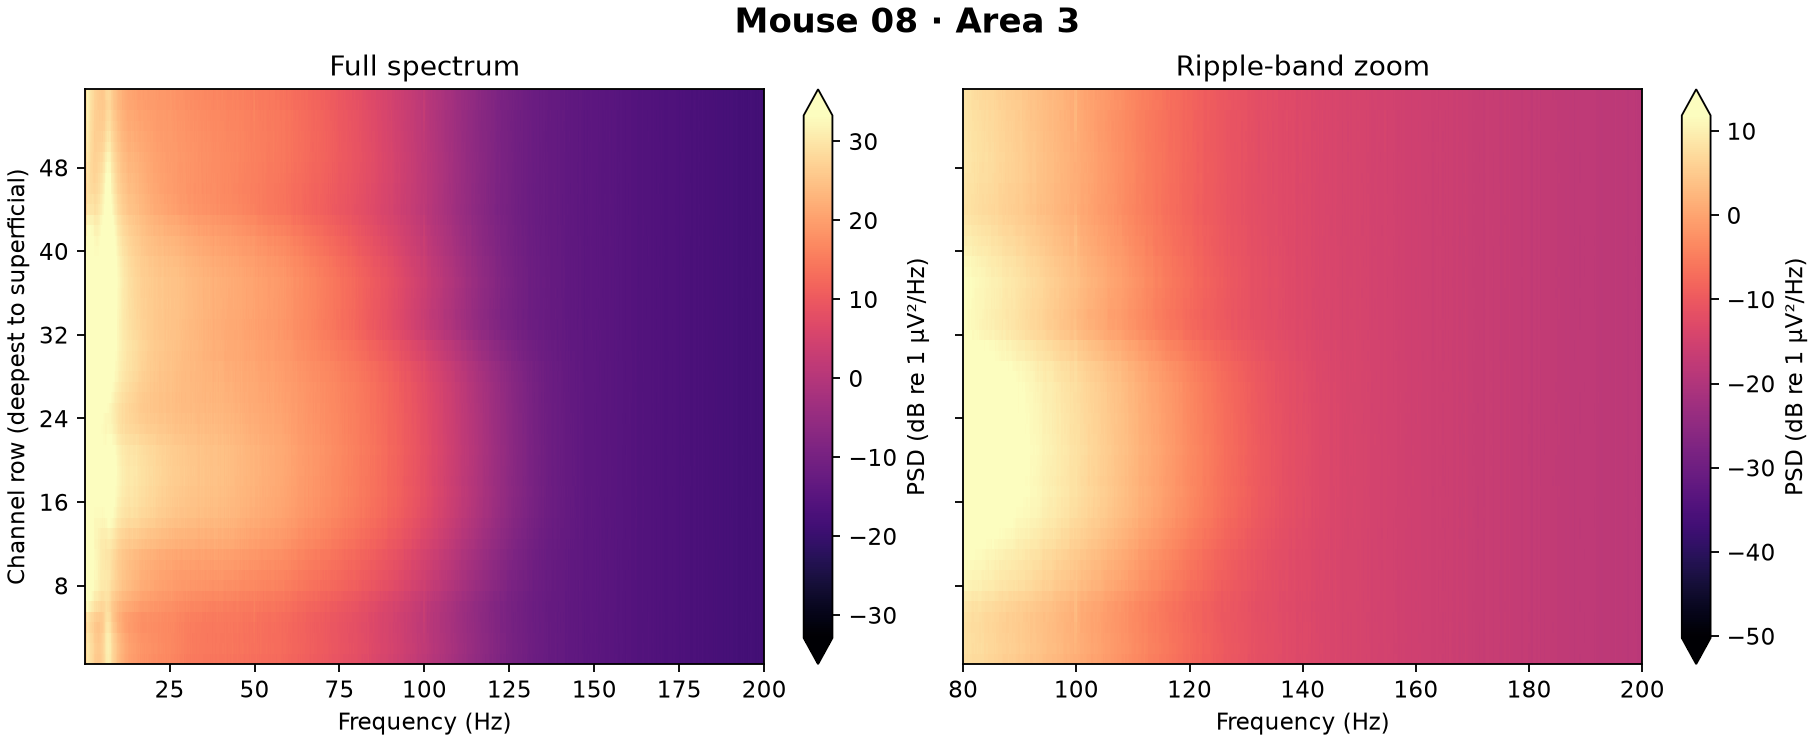 Mouse 08 · Area 3
Full spectrum
Channel row (deepest to superficial)
48
40
32
24
16
8
25 50 75 100 125 150 175 200
Frequency (Hz)
30
20
10
0
−10
−20
−30
PSD (dB re 1 µV²/Hz)
Ripple-band zoom
80 100 120 140 160 180 200
Frequency (Hz)
10
0
−10
−20
−30
−40
−50
PSD (dB re 1 µV²/Hz)